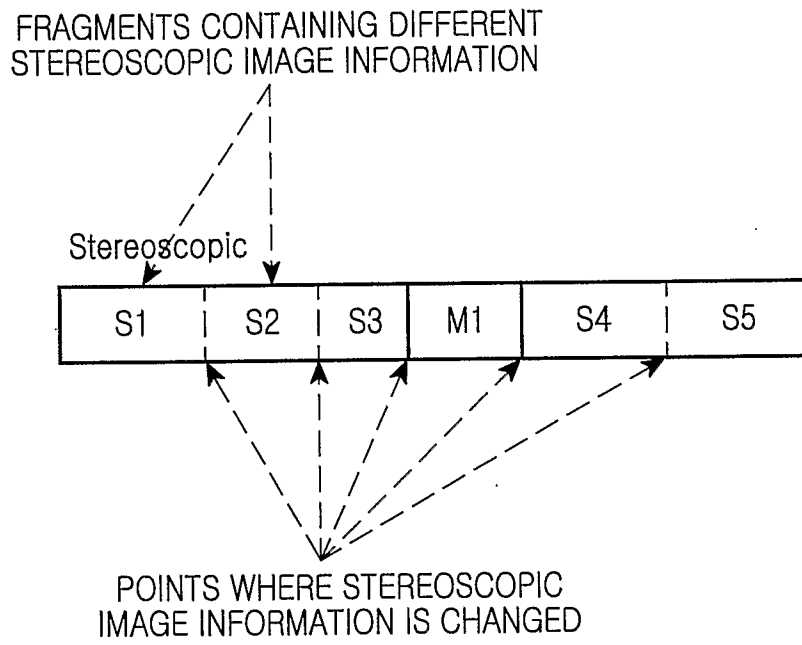 FRAGMENTS CONTAINING DIFFERENT
STEREOSCOPIC IMAGE INFORMATION
Stereoscopic
S1 S2 S3 M1 S4 S5
POINTS WHERE STEREOSCOPIC
IMAGE INFORMATION IS CHANGED